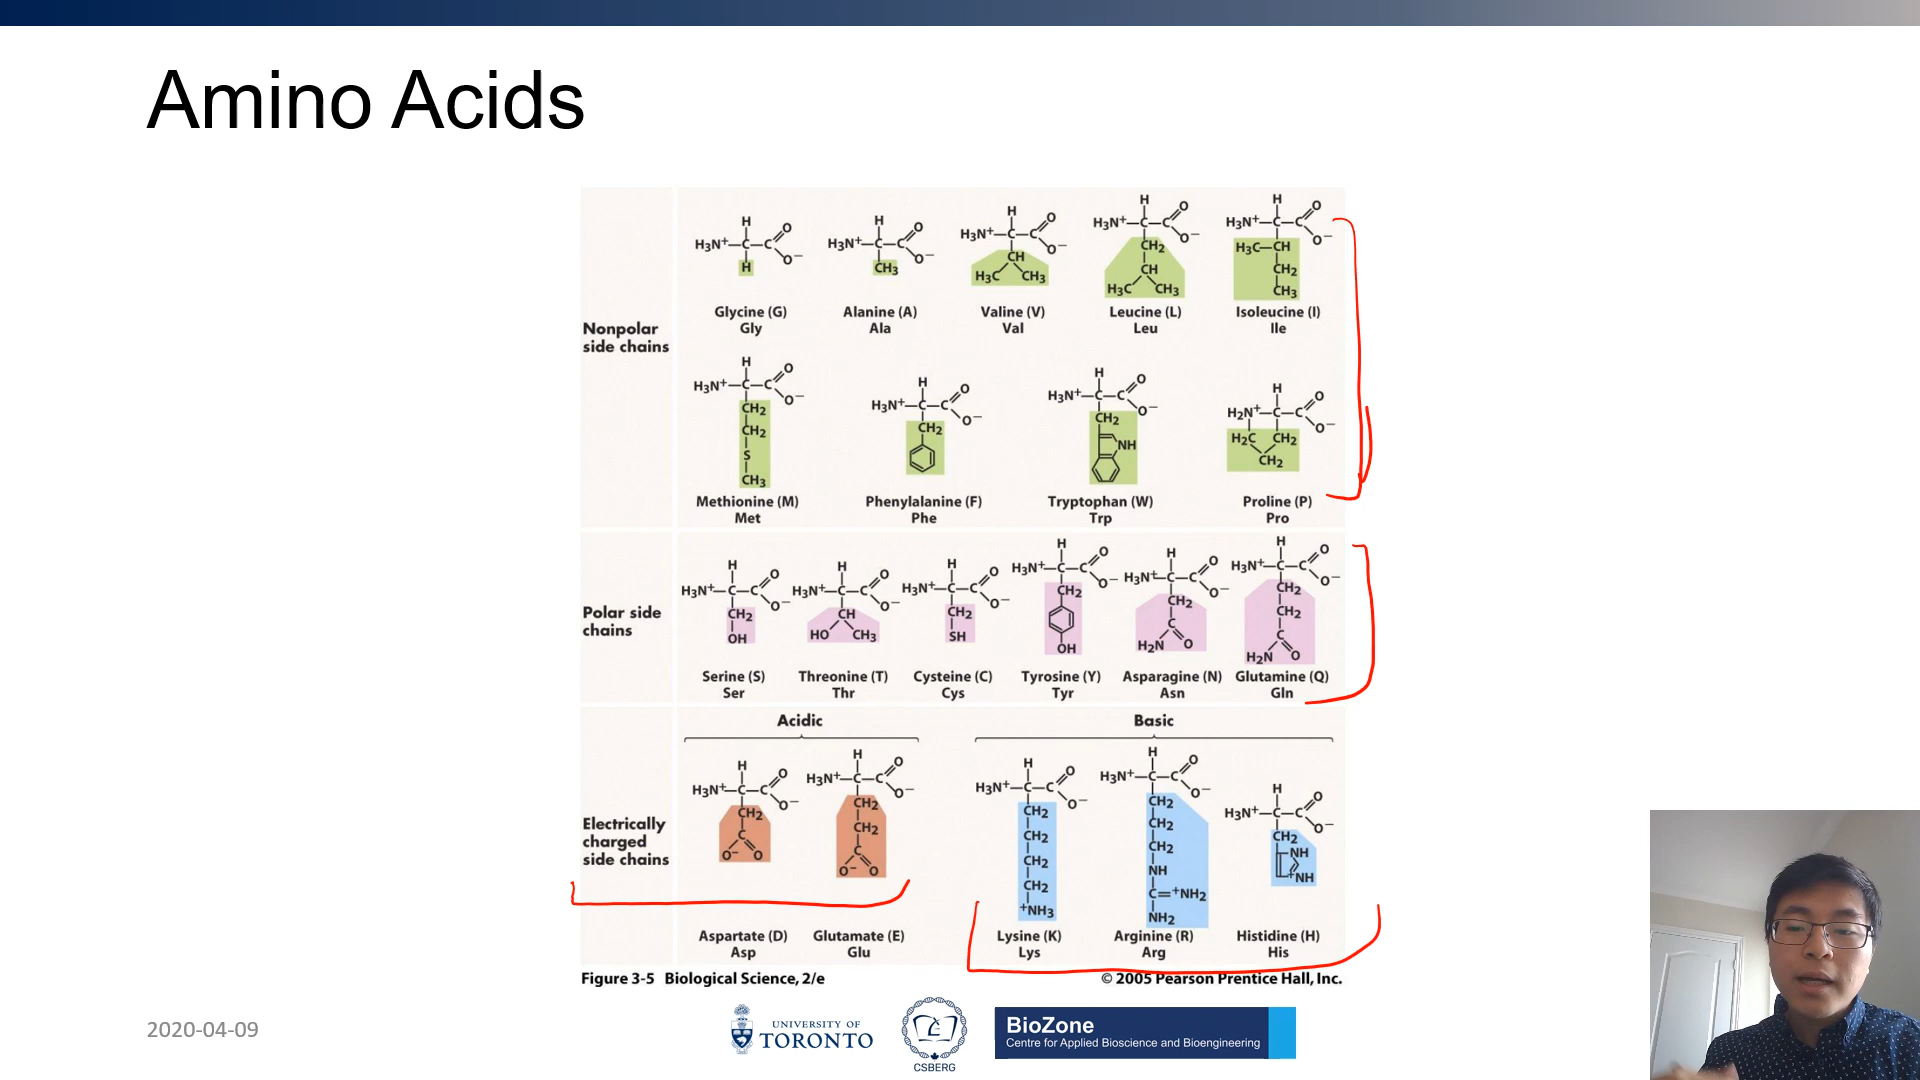 Amino Acids
Nonpolar
side chains
Glycine (G)
Gly
Alanine (A)
Ala
Valine (V)
Val
Leucine (L)
Leu
Isoleucine (I)
Ile
Methionine (M)
Met
Phenylalanine (F)
Phe
Tryptophan (W)
Trp
Proline (P)
Pro
Polar side
chains
Serine (S)
Ser
Threonine (T)
Thr
Cysteine (C)
Cys
Tyrosine (Y)
Tyr
Asparagine (N)
Asn
Glutamine (Q)
Gln
Electrically
charged
side chains
Acidic
Basic
Aspartate (D)
Asp
Glutamate (E)
Glu
Lysine (K)
Lys
Arginine (R)
Arg
Histidine (H)
His
Figure 3-5 Biological Science, 2/e
© 2005 Pearson Prentice Hall, Inc.
2020-04-09
UNIVERSITY OF
TORONTO
CSBERG
BioZone
Centre for Applied Bioscience and Bioengineering